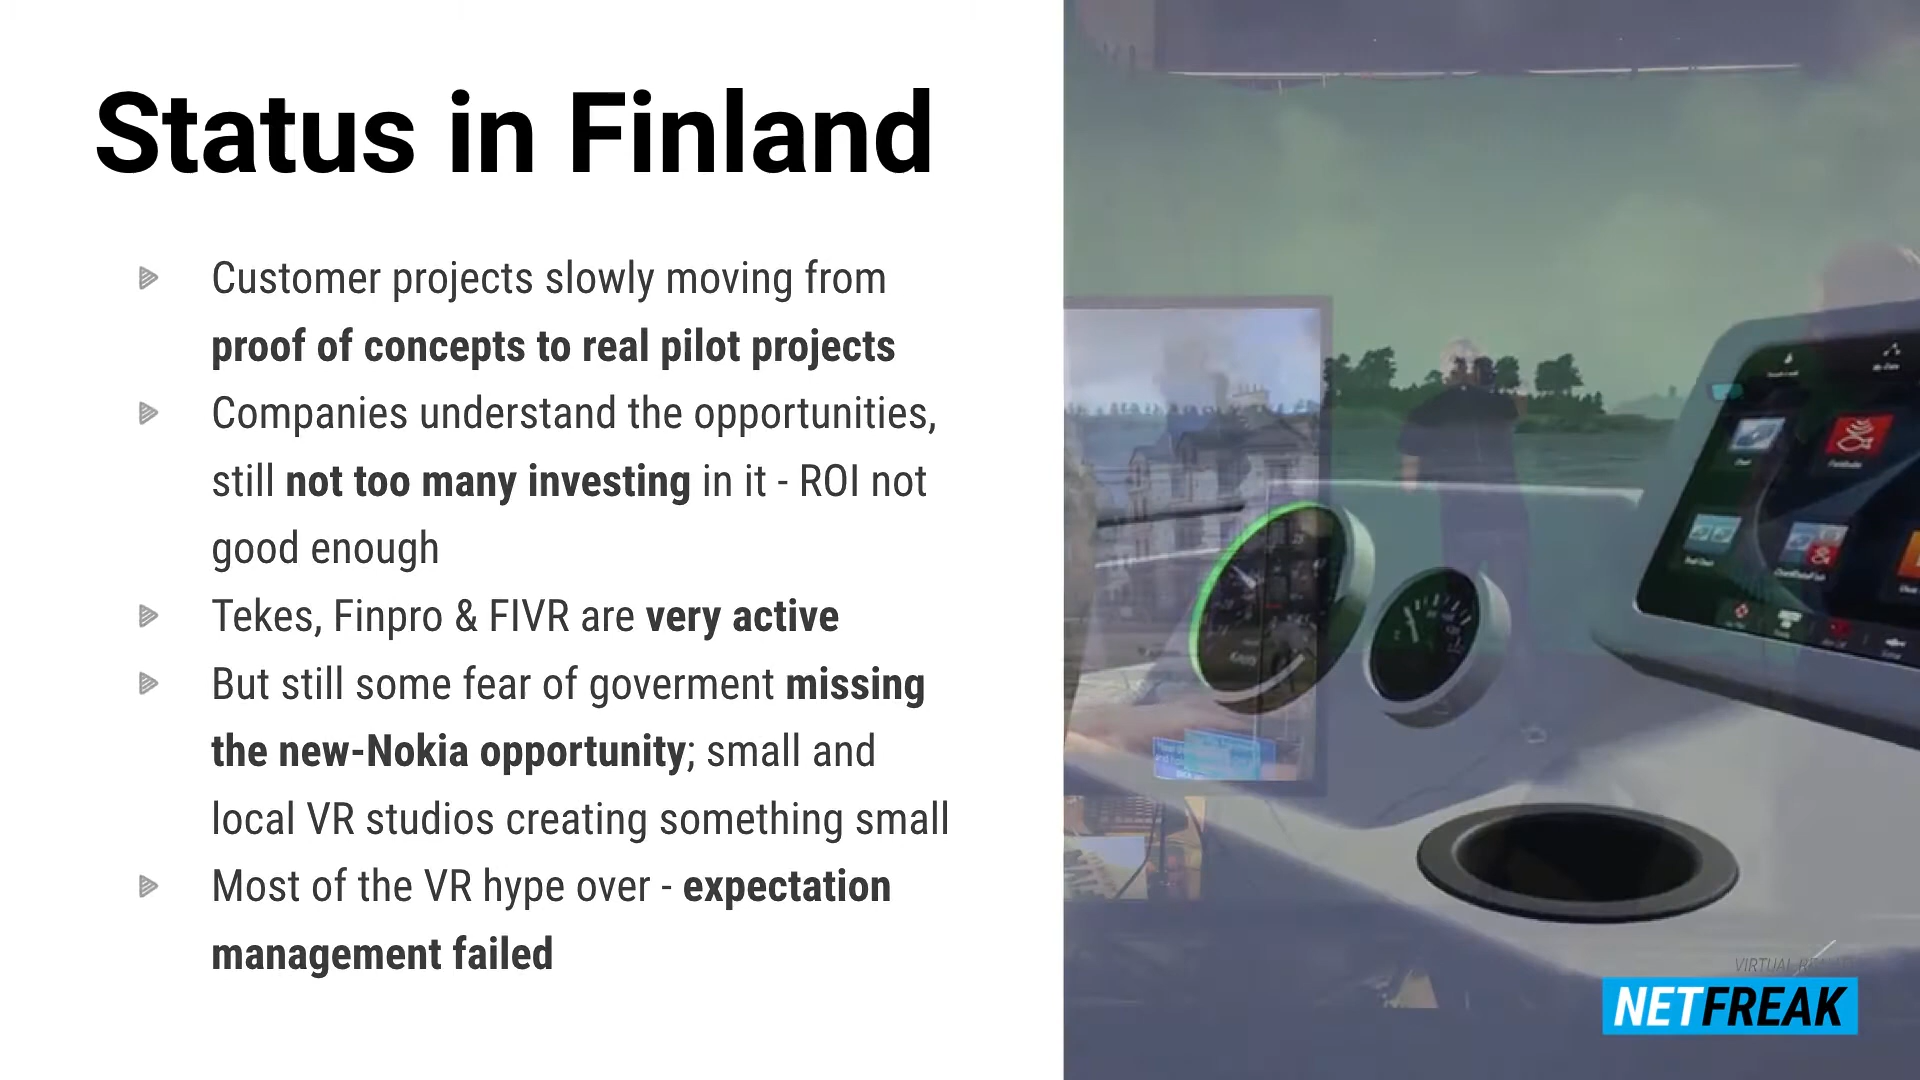 Status in Finland
Customer projects slowly moving from
proof of concepts to real pilot projects
Companies understand the opportunities,
still not too many investing in it - ROI not
good enough
Tekes, Finpro & FIVR are very active
But still some fear of goverment missing
the new-Nokia opportunity; small and
local VR studios creating something small
Most of the VR hype over - expectation
management failed
VIRTUAL
NETFREAK